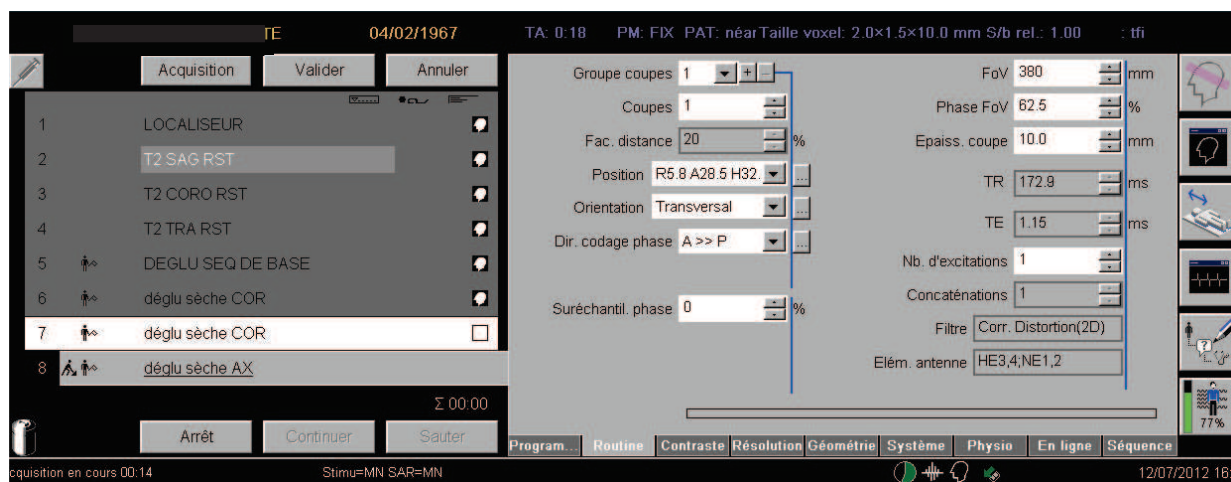 TE 04/02/1967 TA: 0:18 PM: FIX PAT: néar Taille voxel: 2.0×1.5×10.0 mm S/b rel.: 1.00 : tfi
Acquisition Valider Annuler
1 LOCALISEUR
2 T2 SAG RST
3 T2 CORO RST
4 T2 TRA RST
5 DEGLU SEQ DE BASE
6 déglu sèche COR
7 déglu sèche COR
8 déglu sèche AX
Σ 00:00
Arrêt Continuer Sauter
Groupe coupes 1 + -
Coupes 1
Fac. distance 20 %
Position R5.8 A28.5 H32. ...
Orientation Transversal ...
Dir. codage phase A >> P ...
Suréchantil. phase 0 %
FoV 380 mm
Phase FoV 62.5 %
Epaiss. coupe 10.0 mm
TR 172.9 ms
TE 1.15 ms
Nb. d'excitations 1
Concaténations 1
Filtre Corr. Distortion(2D)
Elém. antenne HE3,4;NE1,2
?
77%
Program... Routine Contraste Résolution Géométrie Système Physio En ligne Séquence
cquisition en cours 00:14 Stimu=MN SAR=MN 12/07/2012 16